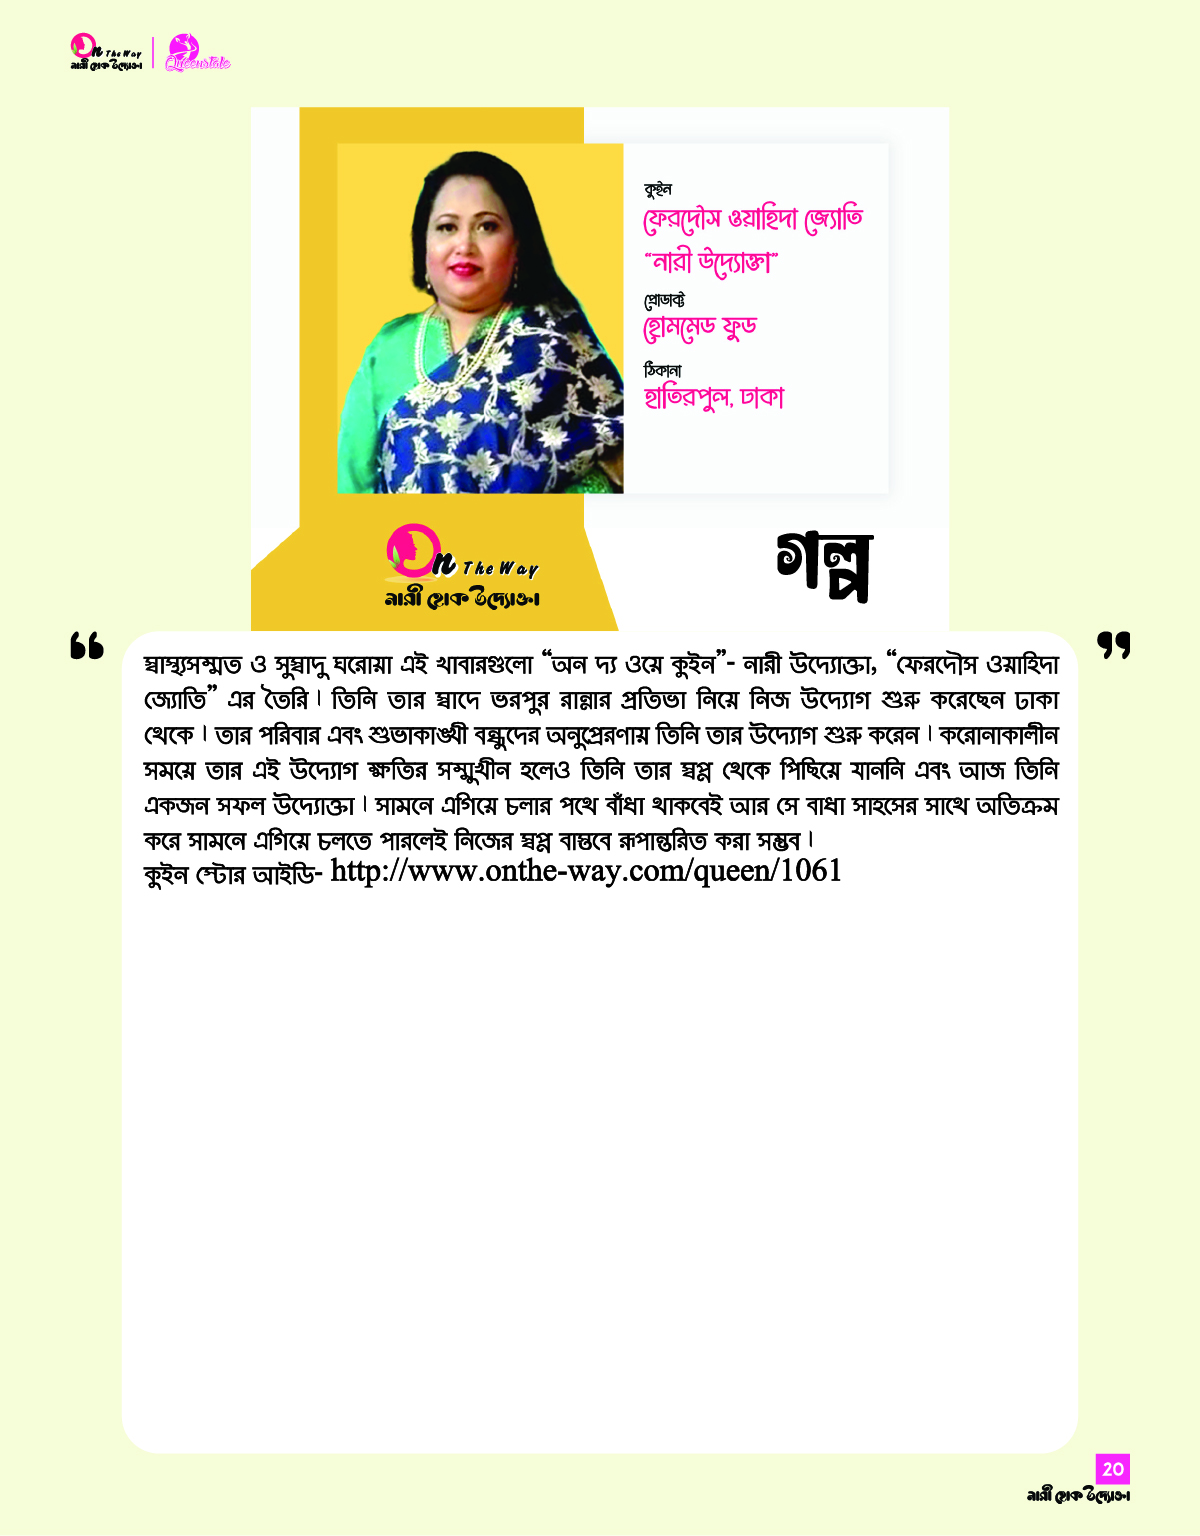 On The Way
নারী হোক উদ্যোক্তা
Queenstale
কুইন
ফেরদৌস ওয়াহিদা জ্যোতি
“নারী উদ্যোক্তা”
প্রোডাক্ট
হোমমেড ফুড
ঠিকানা
হাতিরপুল, ঢাকা
On The Way
নারী হোক উদ্যোক্তা
গল্প
“ ”
স্বাস্থ্যসম্মত ও সুস্বাদু ঘরোয়া এই খাবারগুলো “অন দ্য ওয়ে কুইন”- নারী উদ্যোক্তা, “ফেরদৌস ওয়াহিদা
জ্যোতি” এর তৈরি। তিনি তার স্বাদে ভরপুর রান্নার প্রতিভা নিয়ে নিজ উদ্যোগ শুরু করেছেন ঢাকা
থেকে। তার পরিবার এবং শুভাকাঙ্খী বন্ধুদের অনুপ্রেরণায় তিনি তার উদ্যোগ শুরু করেন। করোনাকালীন
সময়ে তার এই উদ্যোগ ক্ষতির সম্মুখীন হলেও তিনি তার স্বপ্ন থেকে পিছিয়ে যাননি এবং আজ তিনি
একজন সফল উদ্যোক্তা। সামনে এগিয়ে চলার পথে বাঁধা থাকবেই আর সে বাধা সাহসের সাথে অতিক্রম
করে সামনে এগিয়ে চলতে পারলেই নিজের স্বপ্ন বাস্তবে রূপান্তরিত করা সম্ভব।
কুইন স্টোর আইডি- http://www.onthe-way.com/queen/1061
20
নারী হোক উদ্যোক্তা